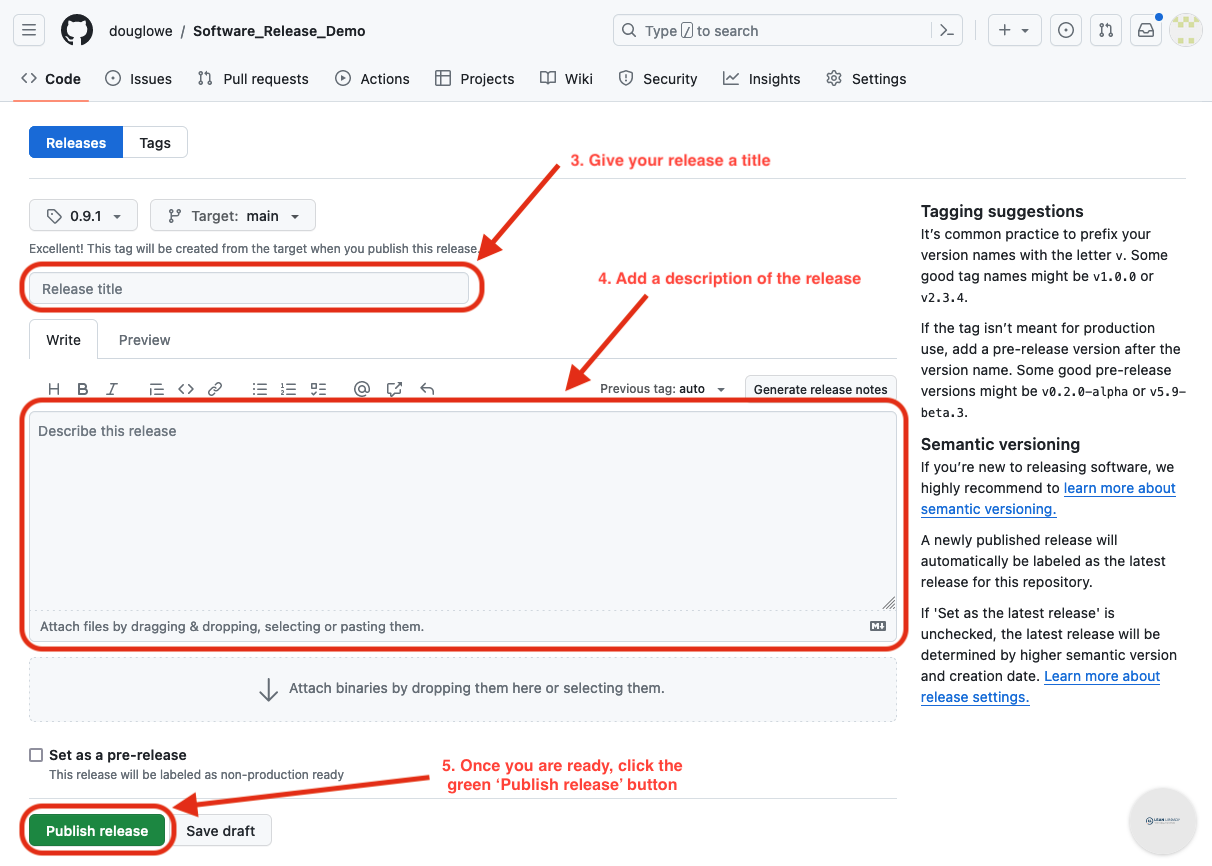 douglowe / Software_Release_Demo
Type / to search
Code
Issues
Pull requests
Actions
Projects
Wiki
Security
Insights
Settings
Releases
Tags
3. Give your release a title
0.9.1
Target: main
Excellent! This tag will be created from the target when you publish this release.
Release title
4. Add a description of the release
Write
Preview
H B I
Previous tag: auto
Generate release notes
Describe this release
Attach files by dragging & dropping, selecting or pasting them.
Attach binaries by dropping them here or selecting them.
Set as a pre-release
This release will be labeled as non-production ready
5. Once you are ready, click the
green ‘Publish release’ button
Publish release
Save draft
Tagging suggestions
It’s common practice to prefix your
version names with the letter v. Some
good tag names might be v1.0.0 or
v2.3.4.
If the tag isn’t meant for production
use, add a pre-release version after the
version name. Some good pre-release
versions might be v0.2.0-alpha or v5.9-
beta.3.
Semantic versioning
If you’re new to releasing software, we
highly recommend to learn more about
semantic versioning.
A newly published release will
automatically be labeled as the latest
release for this repository.
If 'Set as the latest release' is
unchecked, the latest release will be
determined by higher semantic version
and creation date. Learn more about
release settings.